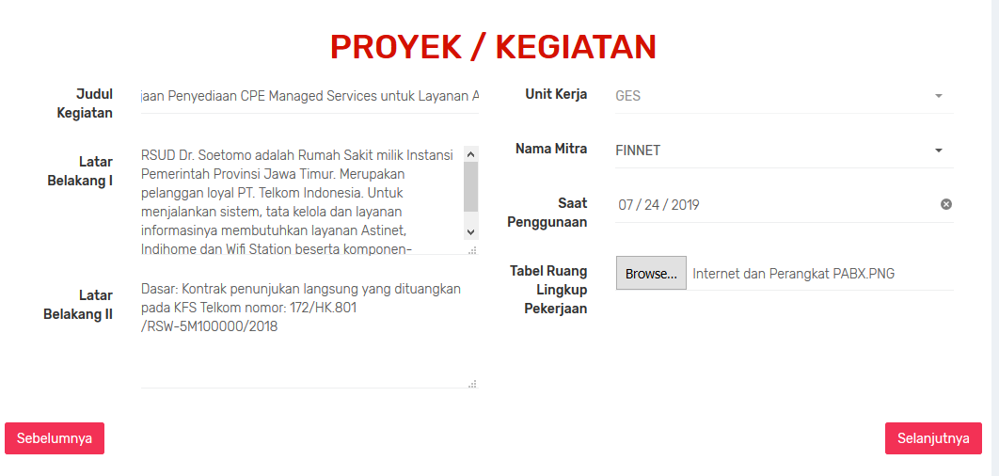 PROYEK / KEGIATAN
Judul
Kegiatan
jaan Penyediaan CPE Managed Services untuk Layanan A
Latar
Belakang I
RSUD Dr. Soetomo adalah Rumah Sakit milik Instansi
Pemerintah Provinsi Jawa Timur. Merupakan
pelanggan loyal PT. Telkom Indonesia. Untuk
menjalankan sistem, tata kelola dan layanan
informasinya membutuhkan layanan Astinet,
Indihome dan Wifi Station beserta komponen-
Latar
Belakang II
Dasar: Kontrak penunjukan langsung yang dituangkan
pada KFS Telkom nomor: 172/HK.801
/RSW-5M100000/2018
Unit Kerja
GES
Nama Mitra
FINNET
Saat
Penggunaan
07 / 24 / 2019
Tabel Ruang
Lingkup
Pekerjaan
Browse... Internet dan Perangkat PABX.PNG
Sebelumnya
Selanjutnya